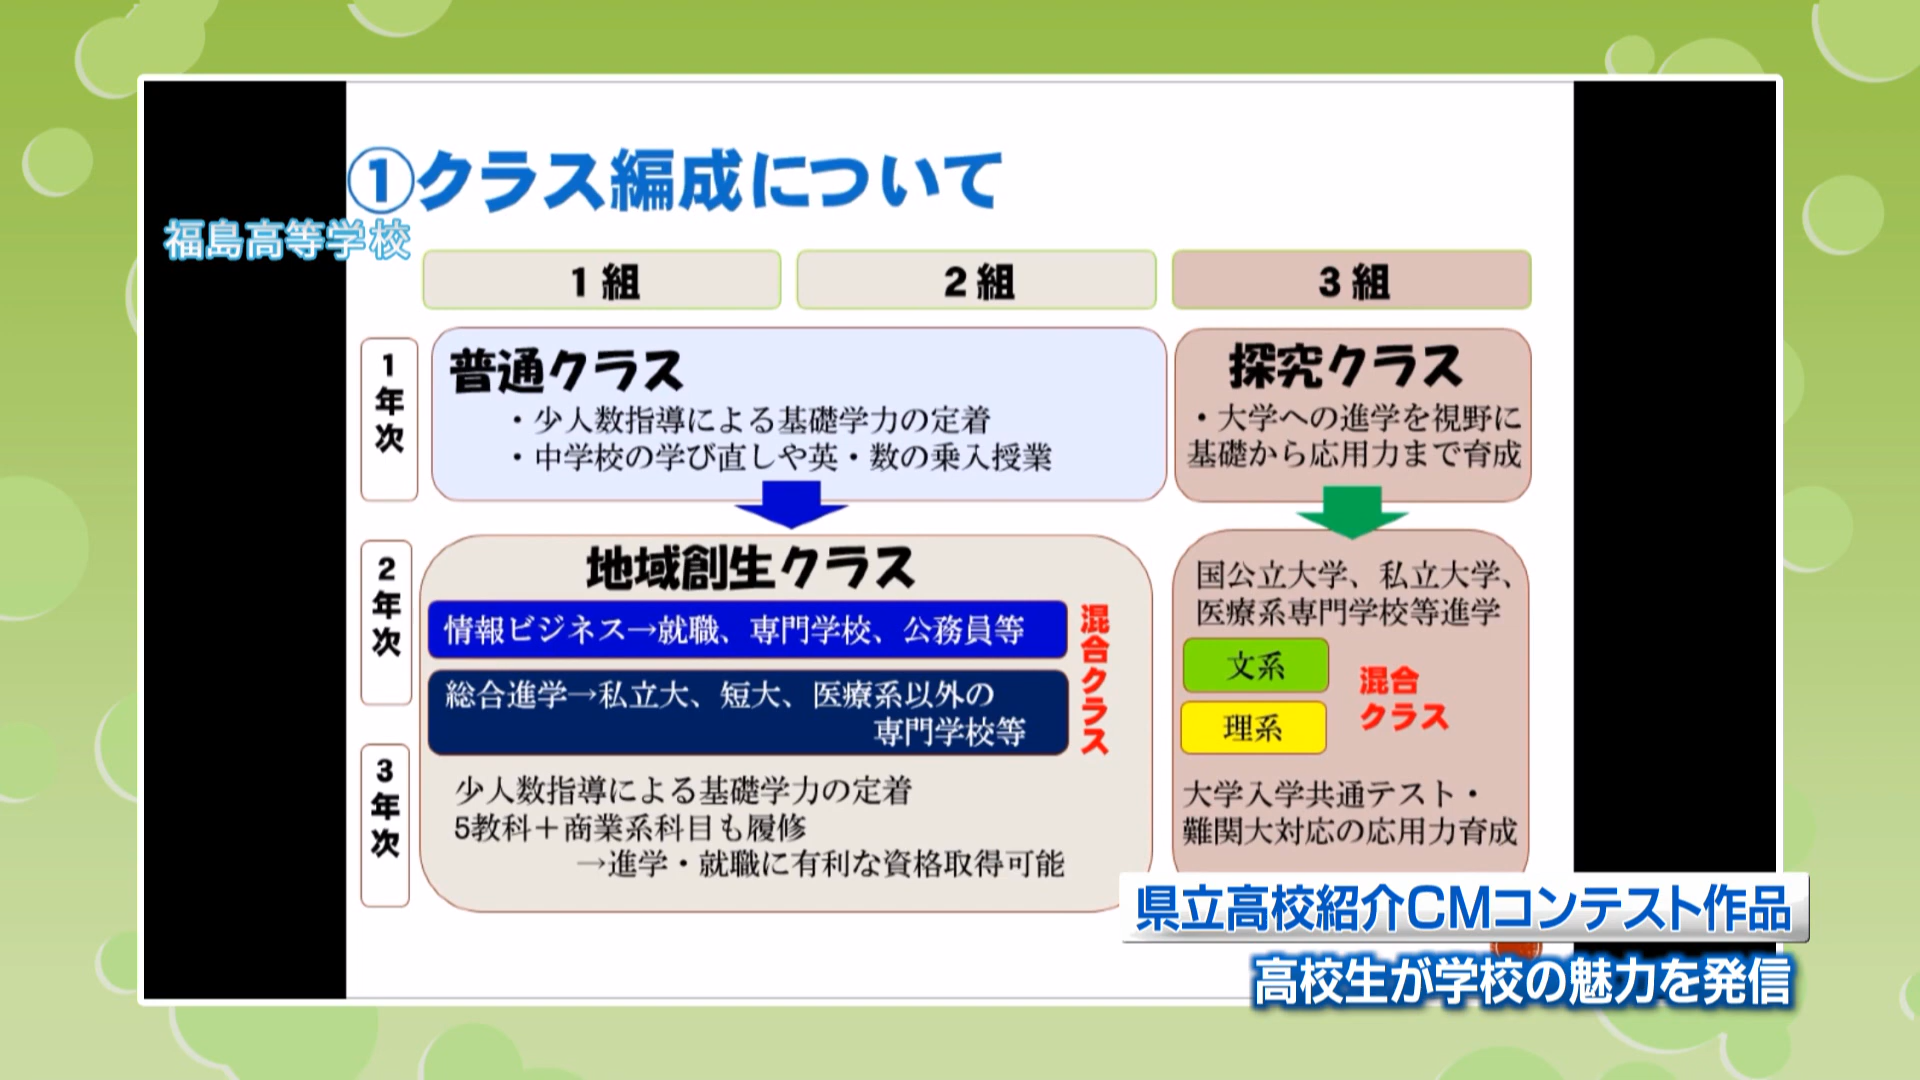 ①クラス編成について
福島高等学校
1組
2組
3組
1年次
普通クラス
・少人数指導による基礎学力の定着
・中学校の学び直しや英・数の乗入授業
探究クラス
・大学への進学を視野に
基礎から応用力まで育成
2年次
3年次
地域創生クラス
情報ビジネス→就職、専門学校、公務員等
総合進学→私立大、短大、医療系以外の
専門学校等
混合クラス
少人数指導による基礎学力の定着
5教科＋商業系科目も履修
→進学・就職に有利な資格取得可能
国公立大学、私立大学、
医療系専門学校等進学
文系
理系
混合
クラス
大学入学共通テスト・
難関大対応の応用力育成
県立高校紹介CMコンテスト作品
高校生が学校の魅力を発信